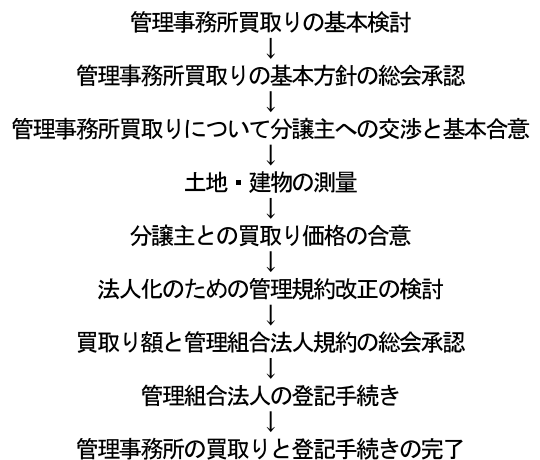 管理事務所買取りの基本検討
↓
管理事務所買取りの基本方針の総会承認
↓
管理事務所買取りについて分譲主への交渉と基本合意
↓
土地・建物の測量
↓
分譲主との買取り価格の合意
↓
法人化のための管理規約改正の検討
↓
買取り額と管理組合法人規約の総会承認
↓
管理組合法人の登記手続き
↓
管理事務所の買取りと登記手続きの完了